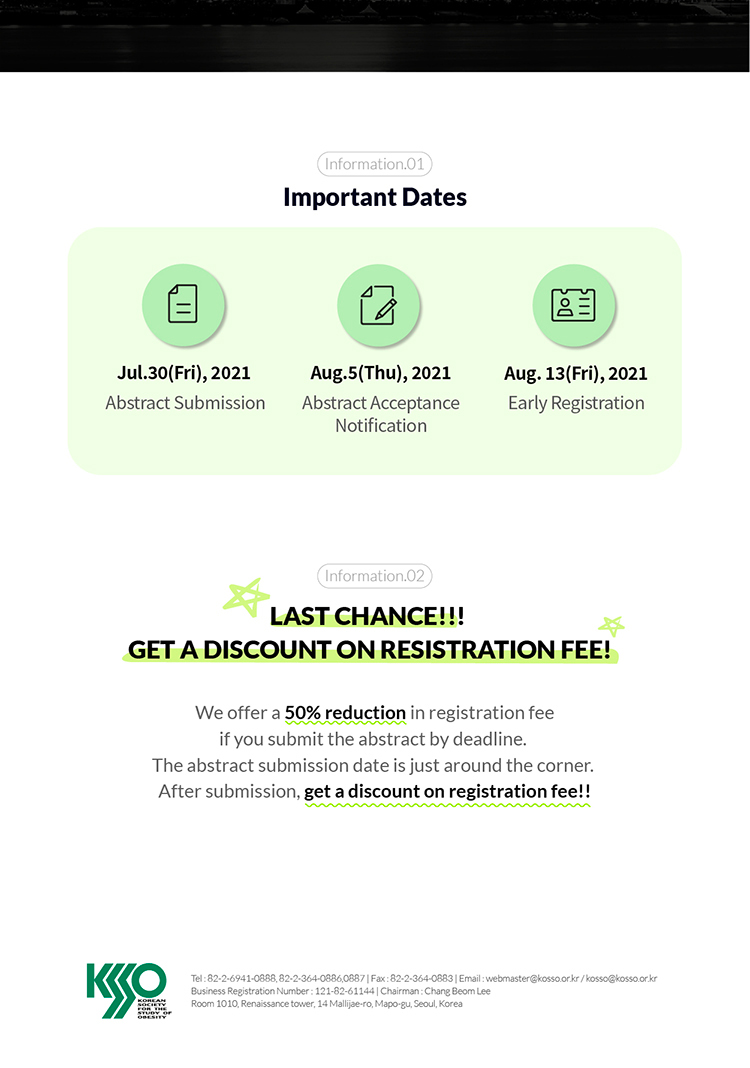 Information.01
Important Dates
Jul.30(Fri), 2021
Abstract Submission
Aug.5(Thu), 2021
Abstract Acceptance
Notification
Aug. 13(Fri), 2021
Early Registration
Information.02
LAST CHANCE!!!
GET A DISCOUNT ON RESISTRATION FEE!
We offer a 50% reduction in registration fee
if you submit the abstract by deadline.
The abstract submission date is just around the corner.
After submission, get a discount on registration fee!!
KSSO
KOREAN
SOCIETY
FOR THE
STUDY OF
OBESITY
Tel : 82-2-6941-0888, 82-2-364-0886,0887 | Fax : 82-2-364-0883 | Email : webmaster@kosso.or.kr / kosso@kosso.or.kr
Business Registration Number : 121-82-61144 | Chairman : Chang Beom Lee
Room 1010, Renaissance tower, 14 Mallijae-ro, Mapo-gu, Seoul, Korea